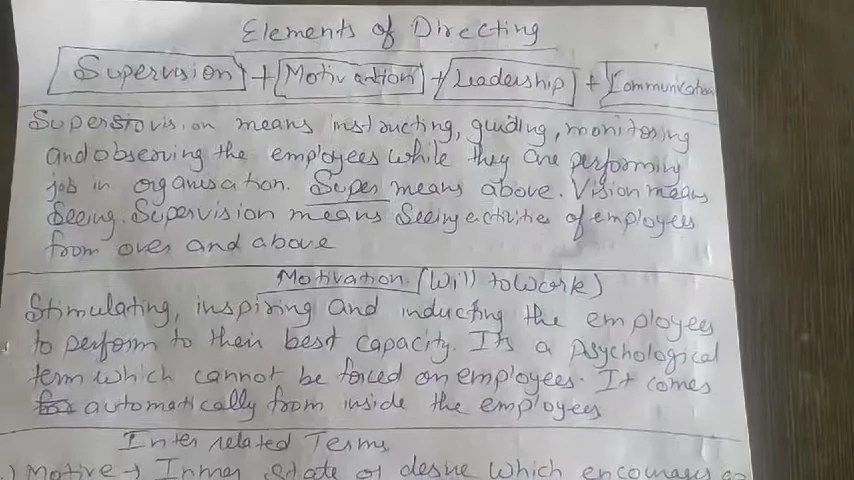 Elements of Directing
Supervision + Motivation + Leadership + Communication
Superstovision means instructing, guiding, monitoring
and observing the employees while they are performing
job in organisation. Super means above. Vision means
Seeing. Supervision means Seeing activities of employees
from over and above
Motivation (Will to work)
Stimulating, inspiring and inducting the employees
to perform to their best capacity. Its a Psychological
term which cannot be forced on employees. It comes
automatically from inside the employees
Inter related Terms
1) Motive → Inner State of desire which encourages